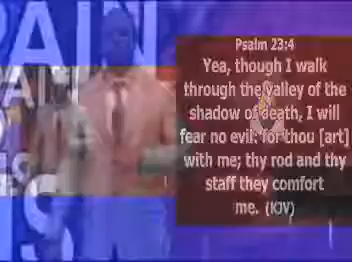 PAIN
Psalm 23:4
Yea, though I walk
through the valley of the
shadow of death, I will
fear no evil: for thou [art]
with me; thy rod and thy
staff they comfort
me. (KJV)